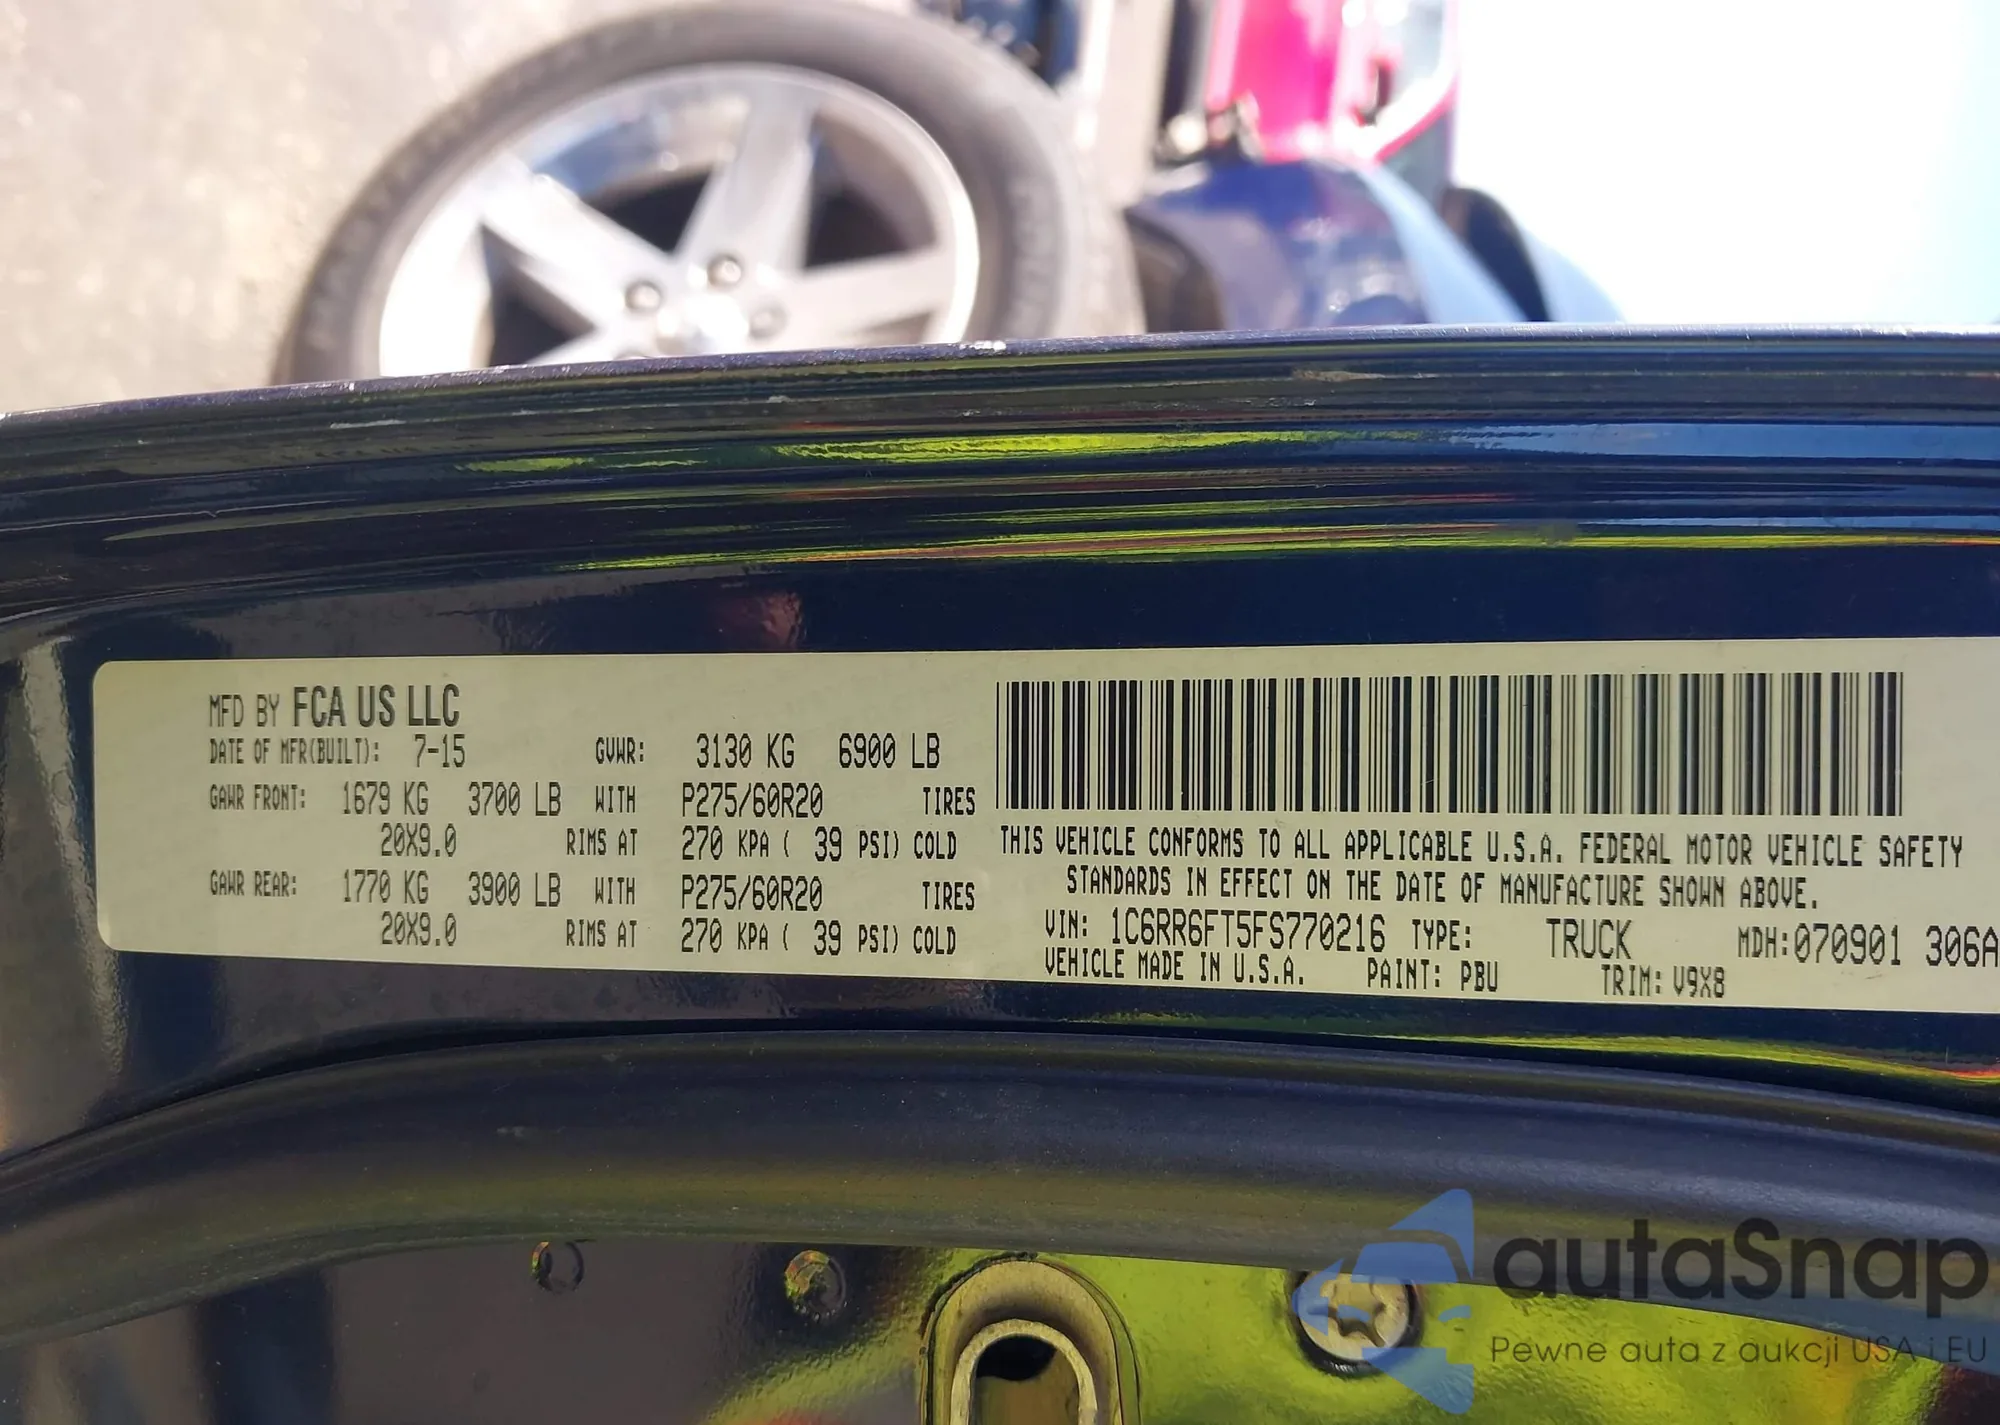 MFD BY FCA US LLC
DATE OF MFR(BUILT): 7-15 GVWR: 3130 KG 6900 LB
GAWR FRONT: 1679 KG 3700 LB WITH P275/60R20 TIRES
20X9.0 RIMS AT 270 KPA ( 39 PSI) COLD
GAWR REAR: 1770 KG 3900 LB WITH P275/60R20 TIRES
20X9.0 RIMS AT 270 KPA ( 39 PSI) COLD
THIS VEHICLE CONFORMS TO ALL APPLICABLE U.S.A. FEDERAL MOTOR VEHICLE SAFETY
STANDARDS IN EFFECT ON THE DATE OF MANUFACTURE SHOWN ABOVE.
VIN: 1C6RR6FT5FS770216 TYPE: TRUCK MDH:070901 306A
VEHICLE MADE IN U.S.A. PAINT: PBU TRIM: V9X8
autaSnap
Pewne auta z aukcji USA i EU